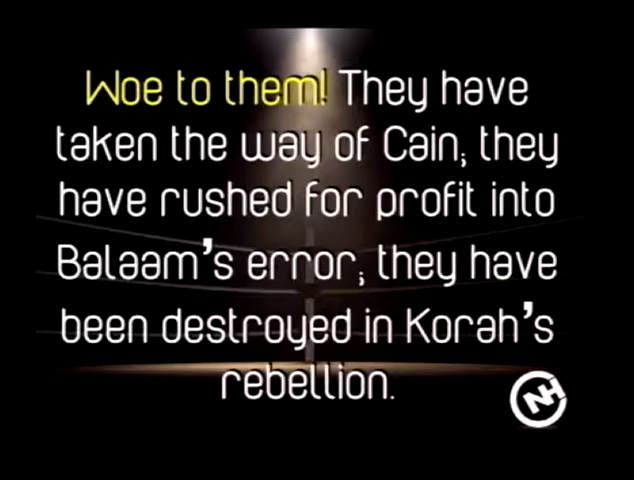 Woe to them! They have
taken the way of Cain; they
have rushed for profit into
Balaam's error; they have
been destroyed in Korah's
rebellion.
NH